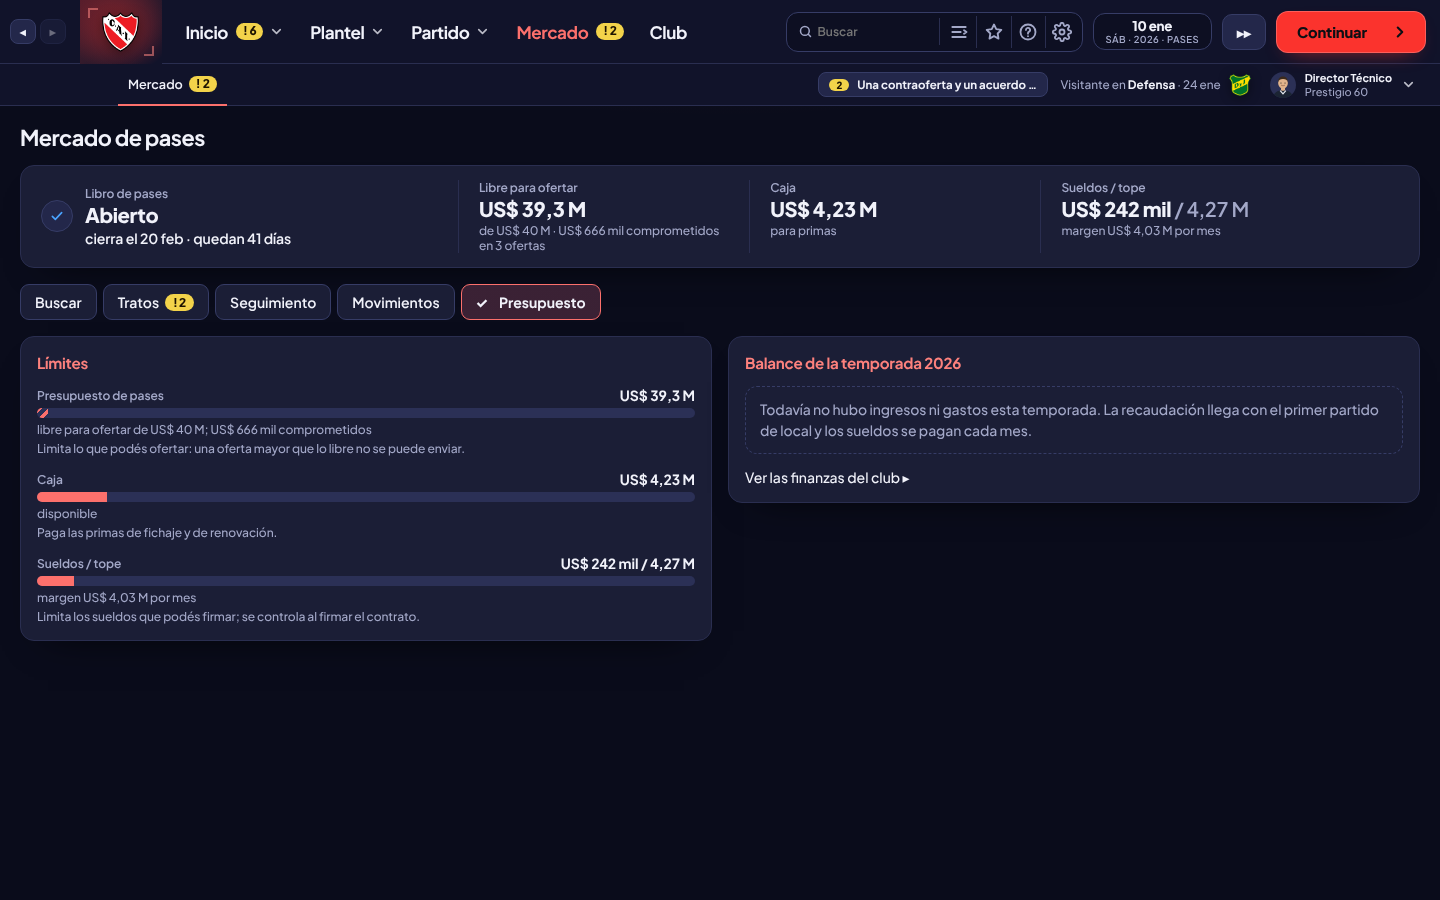 Inicio !6
Plantel
Partido
Mercado !2
Club
Buscar
10 ene
SÁB · 2026 · PASES
Continuar
Mercado !2
2 Una contraoferta y un acuerdo ...
Visitante en Defensa · 24 ene
Director Técnico
Prestigio 60
Mercado de pases
Libro de pases
Abierto
cierra el 20 feb · quedan 41 días
Libre para ofertar
US$ 39,3 M
de US$ 40 M · US$ 666 mil comprometidos
en 3 ofertas
Caja
US$ 4,23 M
para primas
Sueldos / tope
US$ 242 mil / 4,27 M
margen US$ 4,03 M por mes
Buscar
Tratos !2
Seguimiento
Movimientos
Presupuesto
Límites
Presupuesto de pases US$ 39,3 M
libre para ofertar de US$ 40 M; US$ 666 mil comprometidos
Limita lo que podés ofertar: una oferta mayor que lo libre no se puede enviar.
Caja US$ 4,23 M
disponible
Paga las primas de fichaje y de renovación.
Sueldos / tope US$ 242 mil / 4,27 M
margen US$ 4,03 M por mes
Limita los sueldos que podés firmar; se controla al firmar el contrato.
Balance de la temporada 2026
Todavía no hubo ingresos ni gastos esta temporada. La recaudación llega con el primer partido
de local y los sueldos se pagan cada mes.
Ver las finanzas del club ▸